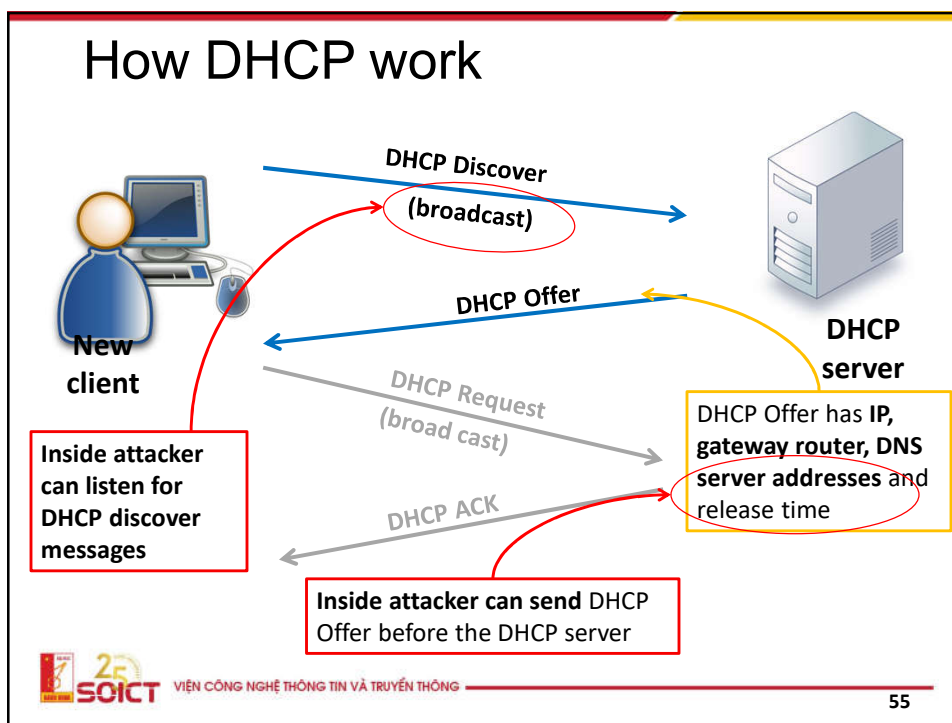 How DHCP work
DHCP Discover
(broadcast)
DHCP Offer
New
client
DHCP
server
DHCP Request
(broad cast)
DHCP Offer has IP,
gateway router, DNS
server addresses and
release time
Inside attacker
can listen for
DHCP discover
messages
DHCP ACK
Inside attacker can send DHCP
Offer before the DHCP server
25
SOICT
VIỆN CÔNG NGHỆ THÔNG TIN VÀ TRUYỀN THÔNG
55